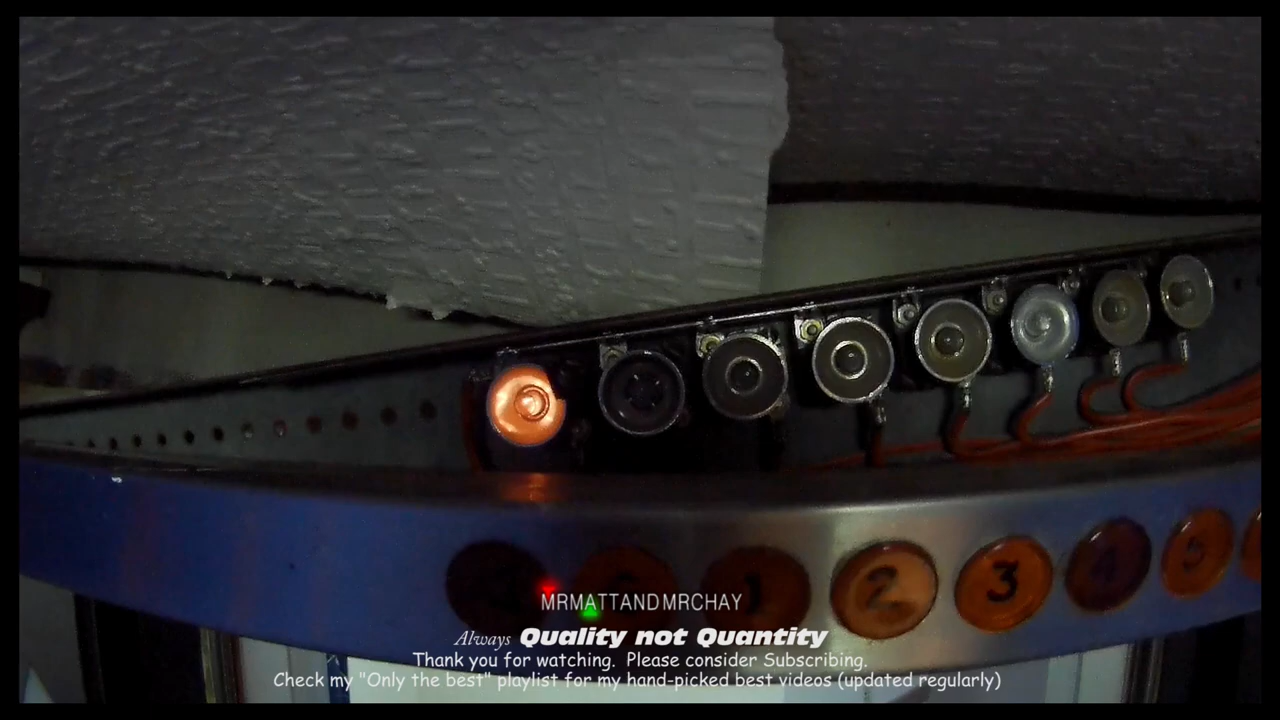 1 2 3 4 5
MRMATTANDMRCHAY
Always Quality not Quantity
Thank you for watching. Please consider Subscribing.
Check my "Only the best" playlist for my hand-picked best videos (updated regularly)